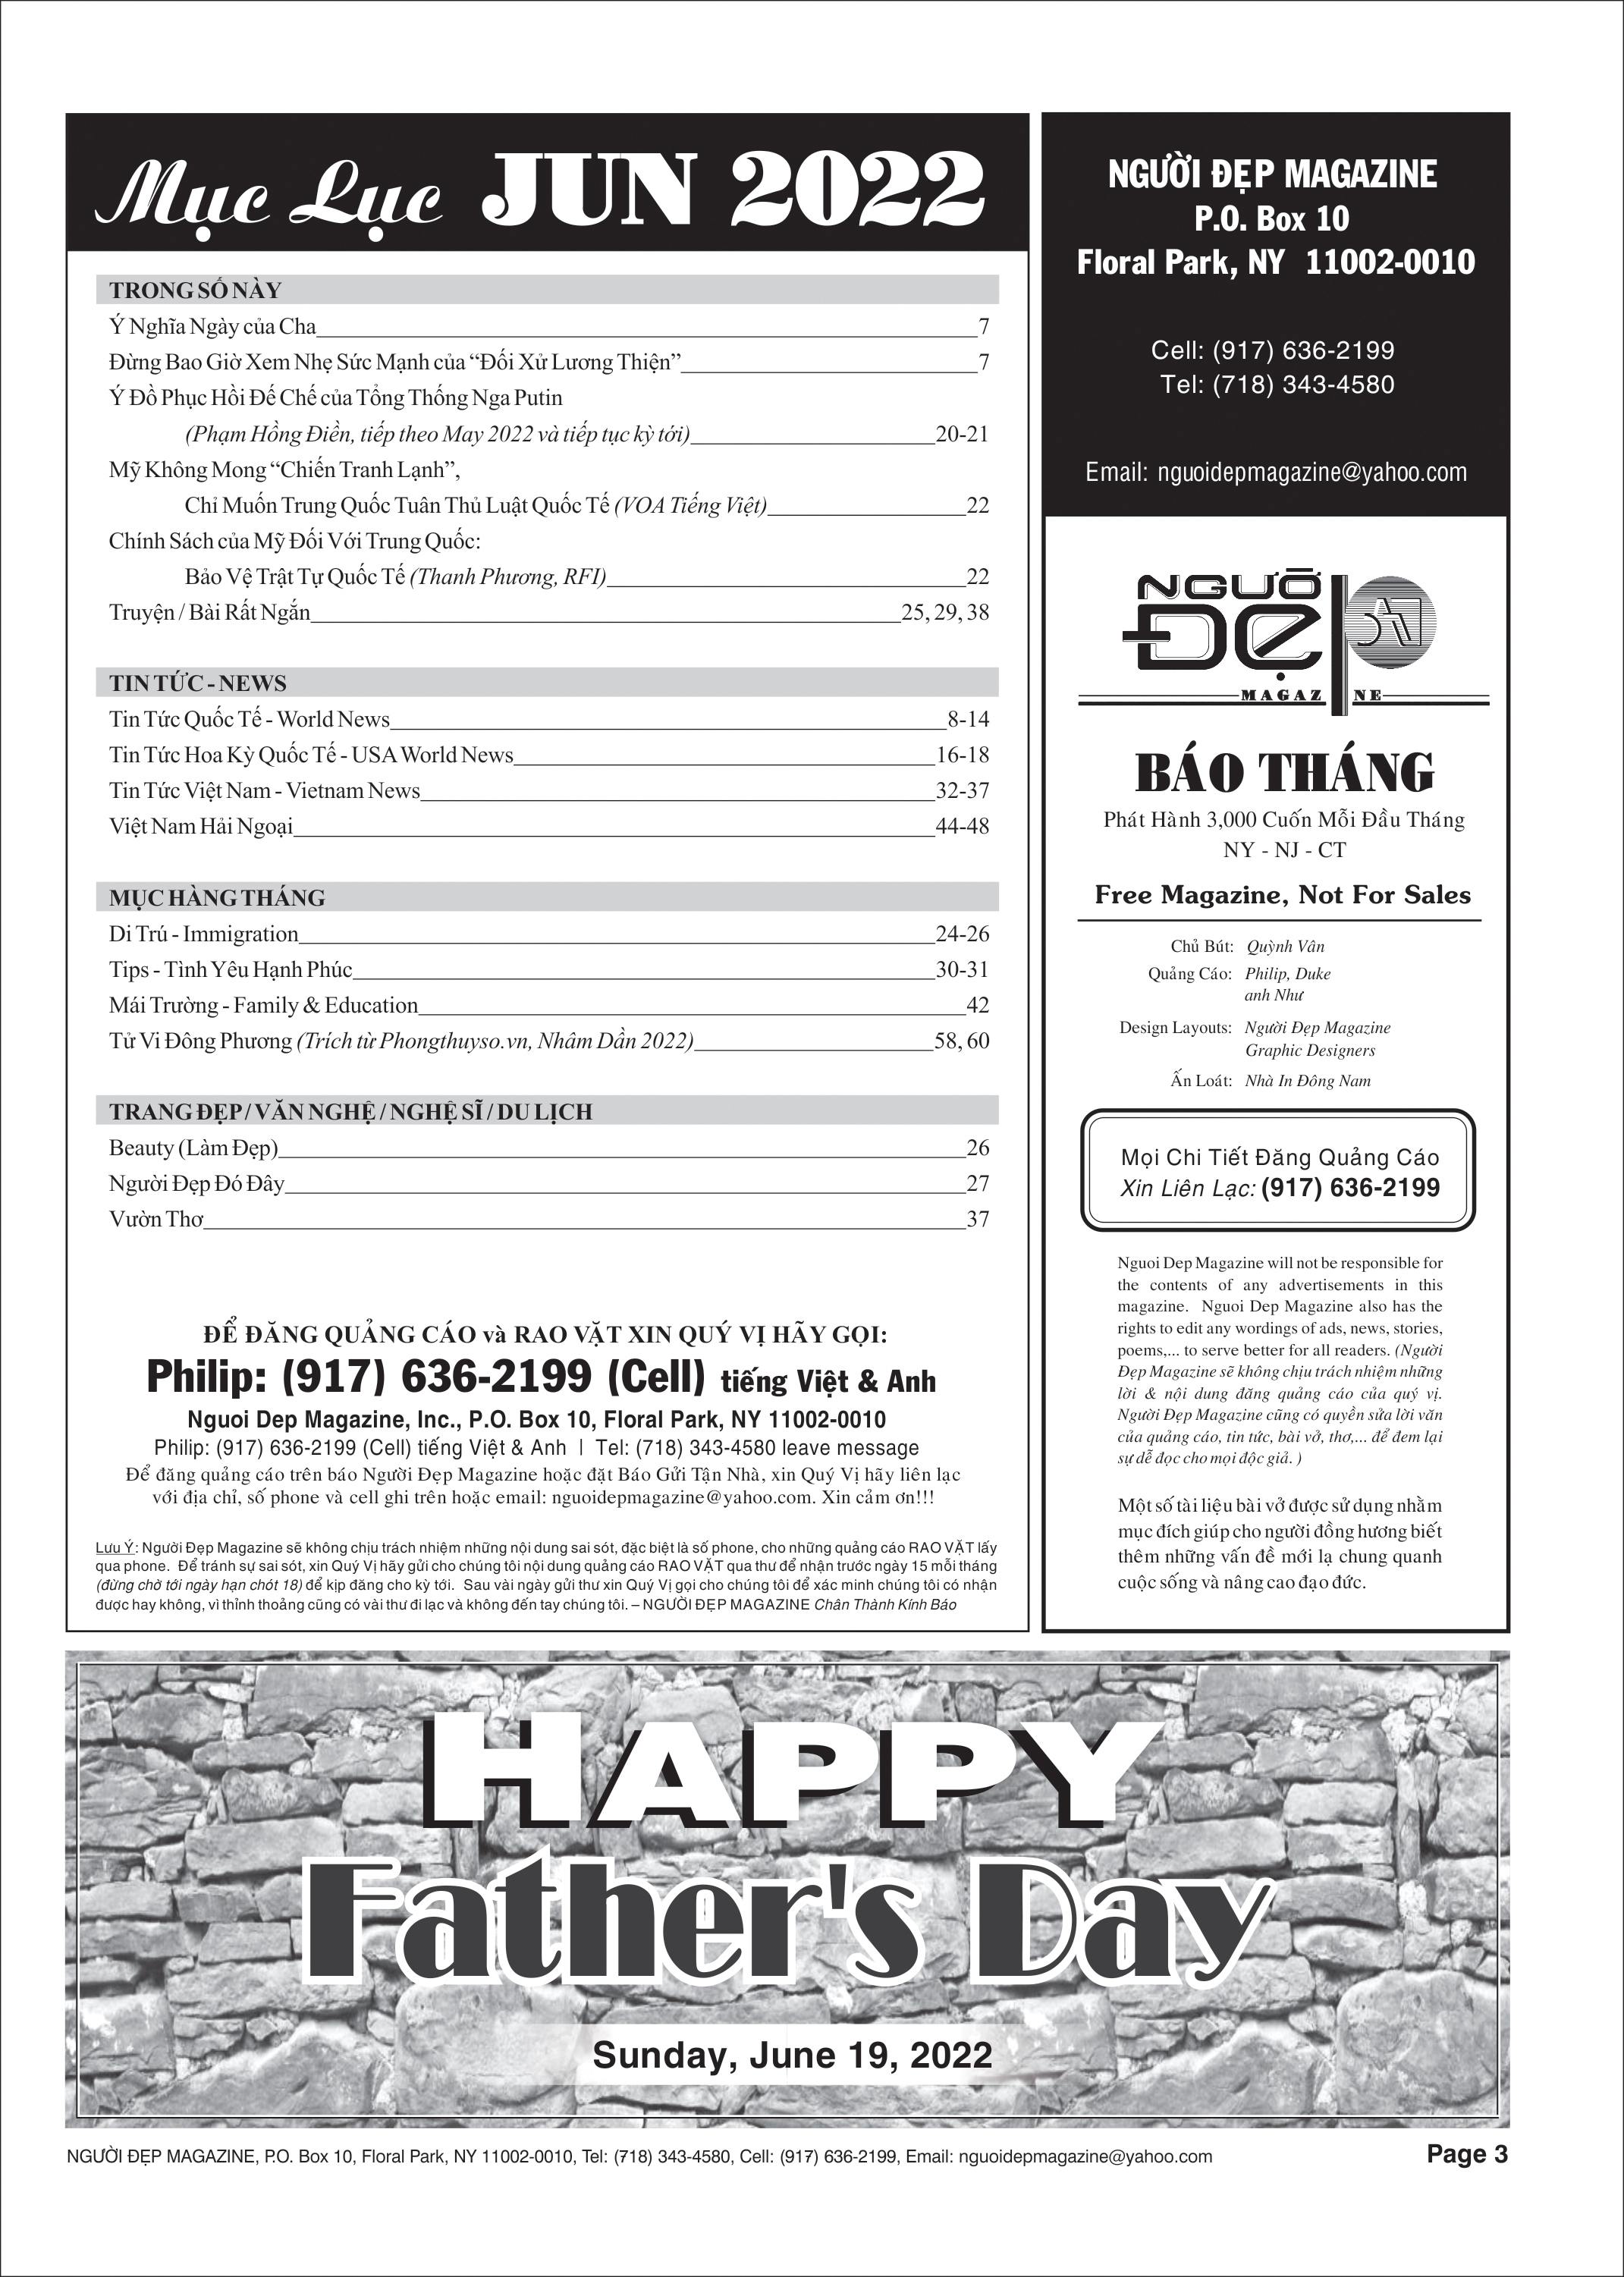 Mục Lục JUN 2022
TRONG SỐ NÀY
Ý Nghĩa Ngày của Cha 7
Đừng Bao Giờ Xem Nhẹ Sức Mạnh của “Đối Xử Lương Thiện” 7
Ý Đồ Phục Hồi Đế Chế của Tổng Thống Nga Putin
(Phạm Hồng Điền, tiếp theo May 2022 và tiếp tục kỳ tới) 20-21
Mỹ Không Mong “Chiến Tranh Lạnh”,
Chỉ Muốn Trung Quốc Tuân Thủ Luật Quốc Tế (VOA Tiếng Việt) 22
Chính Sách của Mỹ Đối Với Trung Quốc:
Bảo Vệ Trật Tự Quốc Tế (Thanh Phương, RFI) 22
Truyện / Bài Rất Ngắn 25, 29, 38
TIN TỨC - NEWS
Tin Tức Quốc Tế - World News 8-14
Tin Tức Hoa Kỳ Quốc Tế - USA World News 16-18
Tin Tức Việt Nam - Vietnam News 32-37
Việt Nam Hải Ngoại 44-48
MỤC HÀNG THÁNG
Di Trú - Immigration 24-26
Tips - Tình Yêu Hạnh Phúc 30-31
Mái Trường - Family & Education 42
Tử Vi Đông Phương (Trích từ Phongthuyso.vn, Nhâm Dần 2022) 58, 60
TRANG ĐẸP / VĂN NGHỆ / NGHỆ SĨ / DU LỊCH
Beauty (Làm Đẹp) 26
Người Đẹp Đó Đây 27
Vườn Thơ 37
ĐỂ ĐĂNG QUẢNG CÁO và RAO VẶT XIN QUÝ VỊ HÃY GỌI:
Philip: (917) 636-2199 (Cell) tiếng Việt & Anh
Nguoi Dep Magazine, Inc., P.O. Box 10, Floral Park, NY 11002-0010
Philip: (917) 636-2199 (Cell) tiếng Việt & Anh | Tel: (718) 343-4580 leave message
Để đăng quảng cáo trên báo Người Đẹp Magazine hoặc đặt Báo Gửi Tận Nhà, xin Quý Vị hãy liên lạc
với địa chỉ, số phone và cell ghi trên hoặc email: nguoidepmagazine@yahoo.com. Xin cảm ơn!!!
Lưu Ý: Người Đẹp Magazine sẽ không chịu trách nhiệm những nội dung sai sót, đặc biệt là số phone, cho những quảng cáo RAO VẶT lấy
qua phone. Để tránh sự sai sót, xin Quý Vị hãy gửi cho chúng tôi nội dung quảng cáo RAO VẶT qua thư để nhận trước ngày 15 mỗi tháng
(đừng chờ tới ngày hạn chót 18) để kịp đăng cho kỳ tới. Sau vài ngày gửi thư xin Quý Vị gọi cho chúng tôi để xác minh chúng tôi có nhận
được hay không, vì thỉnh thoảng cũng có vài thư đi lạc và không đến tay chúng tôi. – NGƯỜI ĐẸP MAGAZINE Chân Thành Kính Báo
NGƯỜI ĐẸP MAGAZINE
P.O. Box 10
Floral Park, NY 11002-0010
Cell: (917) 636-2199
Tel: (718) 343-4580
Email: nguoidepmagazine@yahoo.com
NGƯỜI
ĐẸP
MAGAZINE
BÁO THÁNG
Phát Hành 3,000 Cuốn Mỗi Đầu Tháng
NY - NJ - CT
Free Magazine, Not For Sales
Chủ Bút: Quỳnh Vân
Quảng Cáo: Philip, Duke
anh Như
Design Layouts: Người Đẹp Magazine
Graphic Designers
Ấn Loát: Nhà In Đông Nam
Mọi Chi Tiết Đăng Quảng Cáo
Xin Liên Lạc: (917) 636-2199
Nguoi Dep Magazine will not be responsible for
the contents of any advertisements in this
magazine. Nguoi Dep Magazine also has the
rights to edit any wordings of ads, news, stories,
poems,... to serve better for all readers. (Người
Đẹp Magazine sẽ không chịu trách nhiệm những
lời & nội dung đăng quảng cáo của quý vị.
Người Đẹp Magazine cũng có quyền sửa lời văn
của quảng cáo, tin tức, bài vở, thơ,... để đem lại
sự dễ đọc cho mọi độc giả. )
Một số tài liệu bài vở được sử dụng nhằm
mục đích giúp cho người đồng hương biết
thêm những vấn đề mới lạ chung quanh
cuộc sống và nâng cao đạo đức.
HAPPY
Father's Day
Sunday, June 19, 2022
NGƯỜI ĐẸP MAGAZINE, P.O. Box 10, Floral Park, NY 11002-0010, Tel: (718) 343-4580, Cell: (917) 636-2199, Email: nguoidepmagazine@yahoo.com Page 3